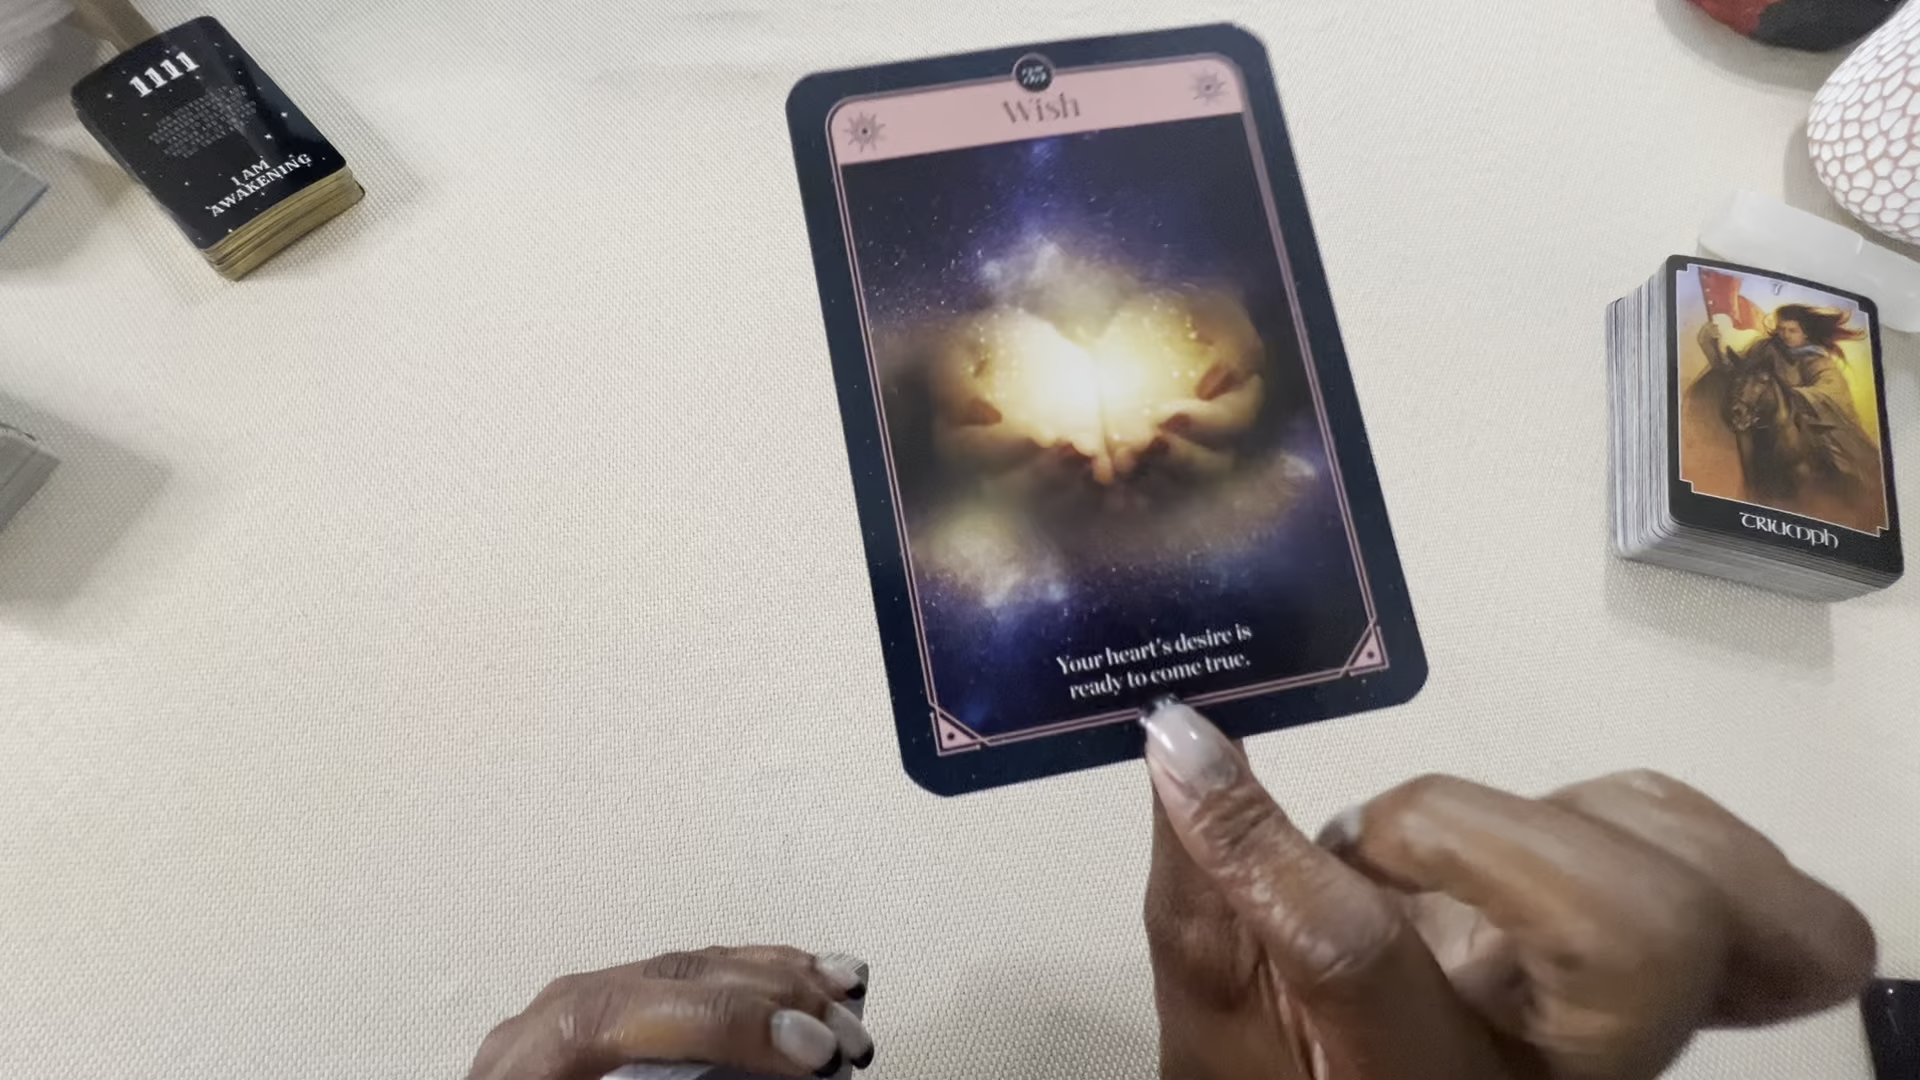 1111
I AM
AWAKENING
Wish
Your heart's desire is
ready to come true.
TRIUMPH